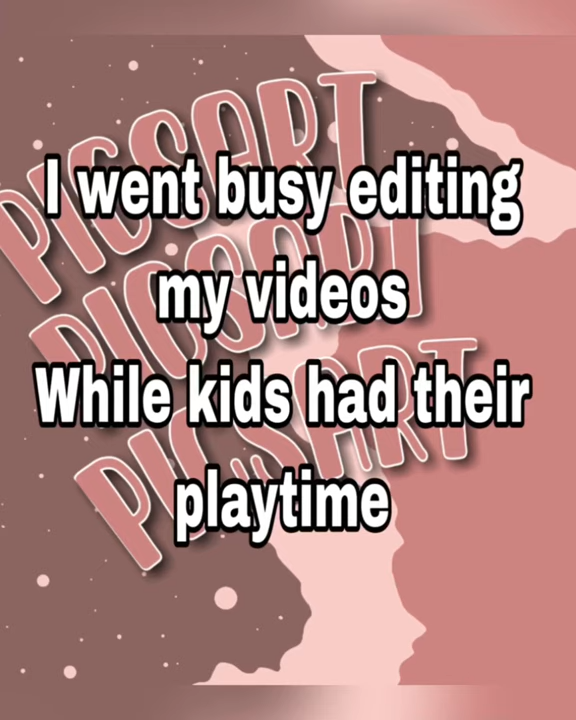 PICSART
PICSART
PICSART
I went busy editing
my videos
While kids had their
playtime